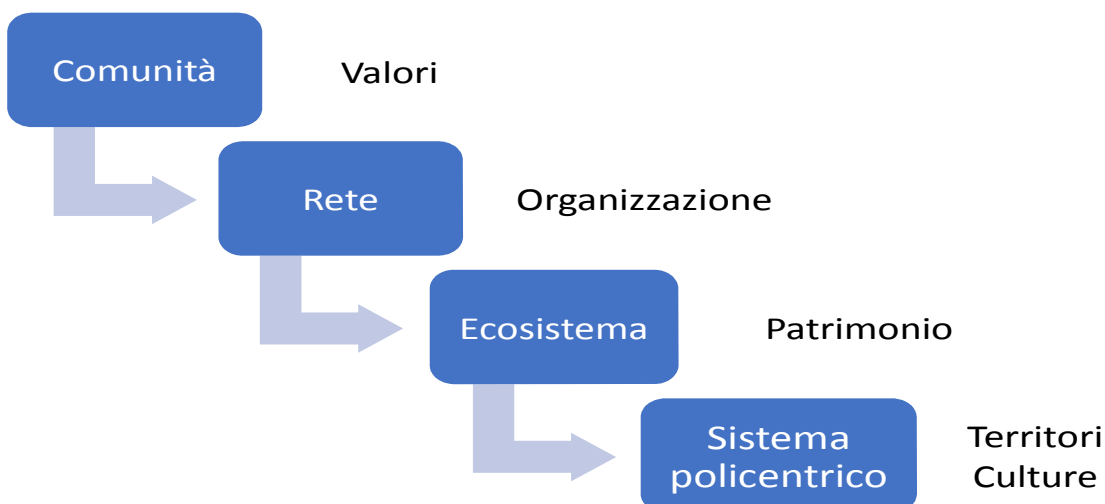 Comunità
Valori
Rete
Organizzazione
Ecosistema
Patrimonio
Sistema
policentrico
Territori
Culture